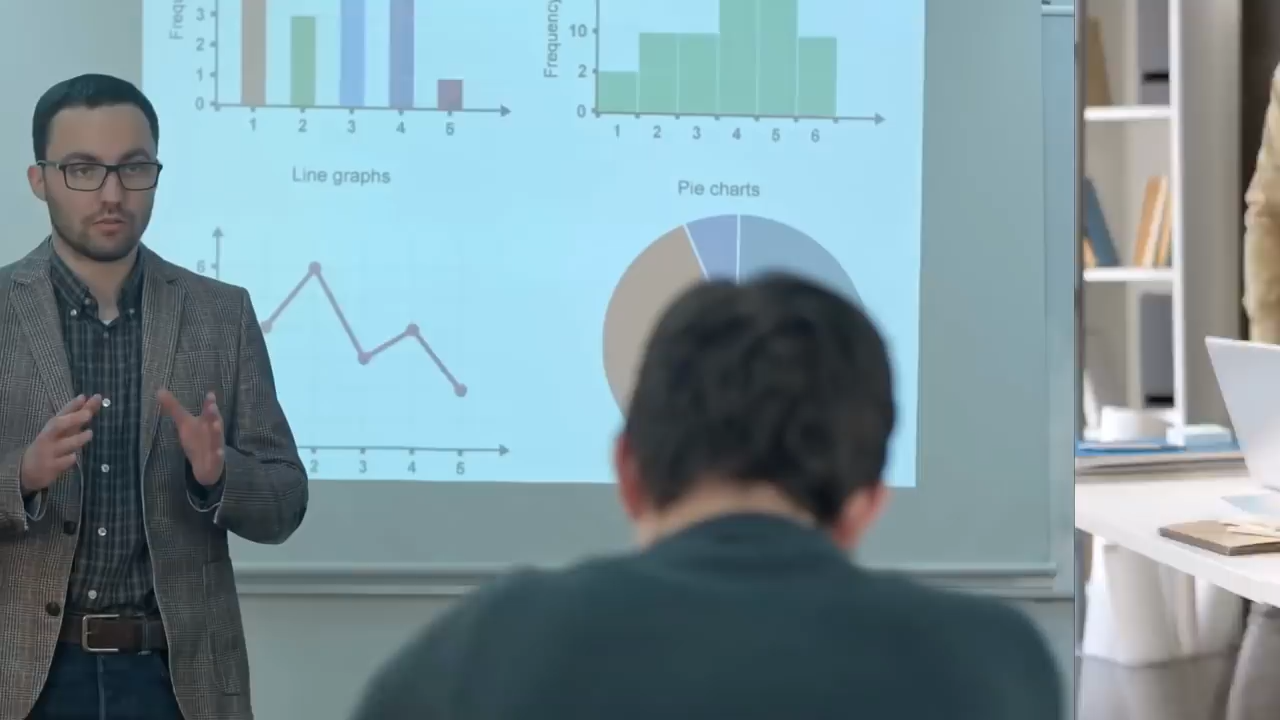 Frequ
3
2
1
0
1 2 3 4 5
Frequency
10
2
0
1 2 3 4 5 6
Line graphs
6
2 3 4 5
Pie charts